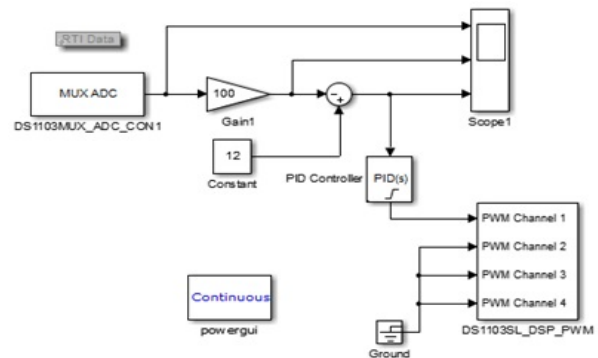 RTI Data
MUX ADC
DS1103MUX_ADC_CON1
100
Gain1
Scope1
12
Constant
PID Controller
PID(s)
PWM Channel 1
PWM Channel 2
PWM Channel 3
PWM Channel 4
DS1103SL_DSP_PWM
Continuous
powergui
Ground